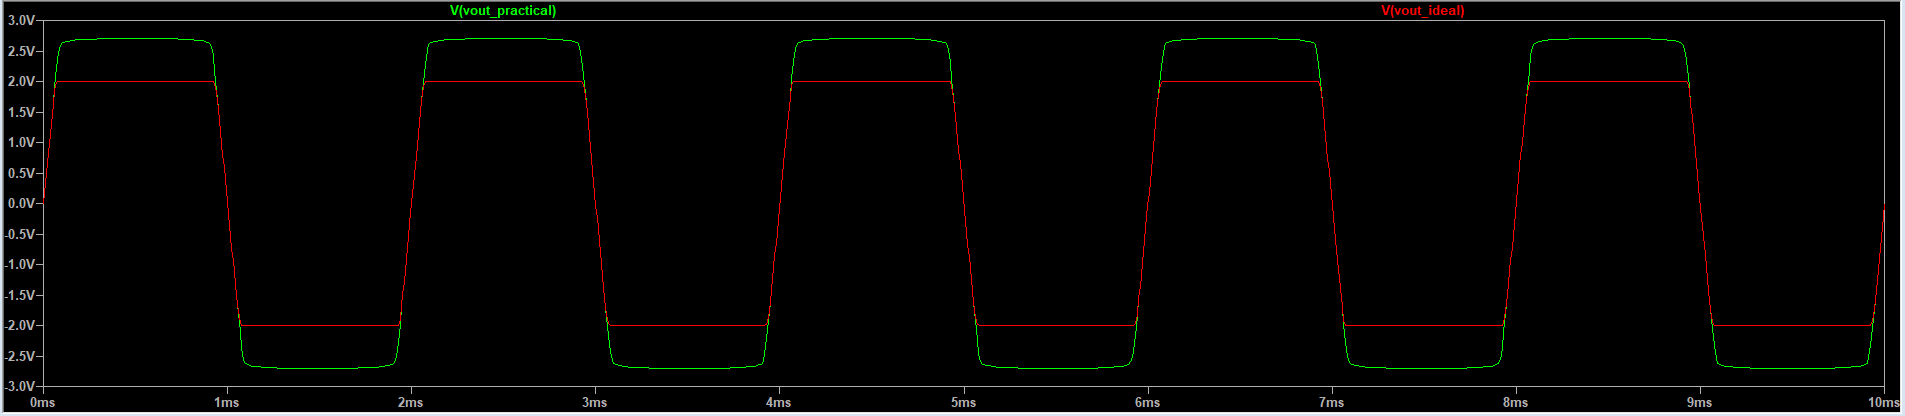 V(vout_practical) V(vout_ideal)
3.0V
2.5V
2.0V
1.5V
1.0V
0.5V
0.0V
-0.5V
-1.0V
-1.5V
-2.0V
-2.5V
-3.0V
0ms 1ms 2ms 3ms 4ms 5ms 6ms 7ms 8ms 9ms 10ms